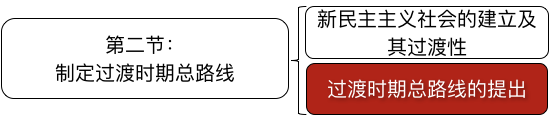 第二节：
制定过渡时期总路线
新民主主义社会的建立及
其过渡性
过渡时期总路线的提出